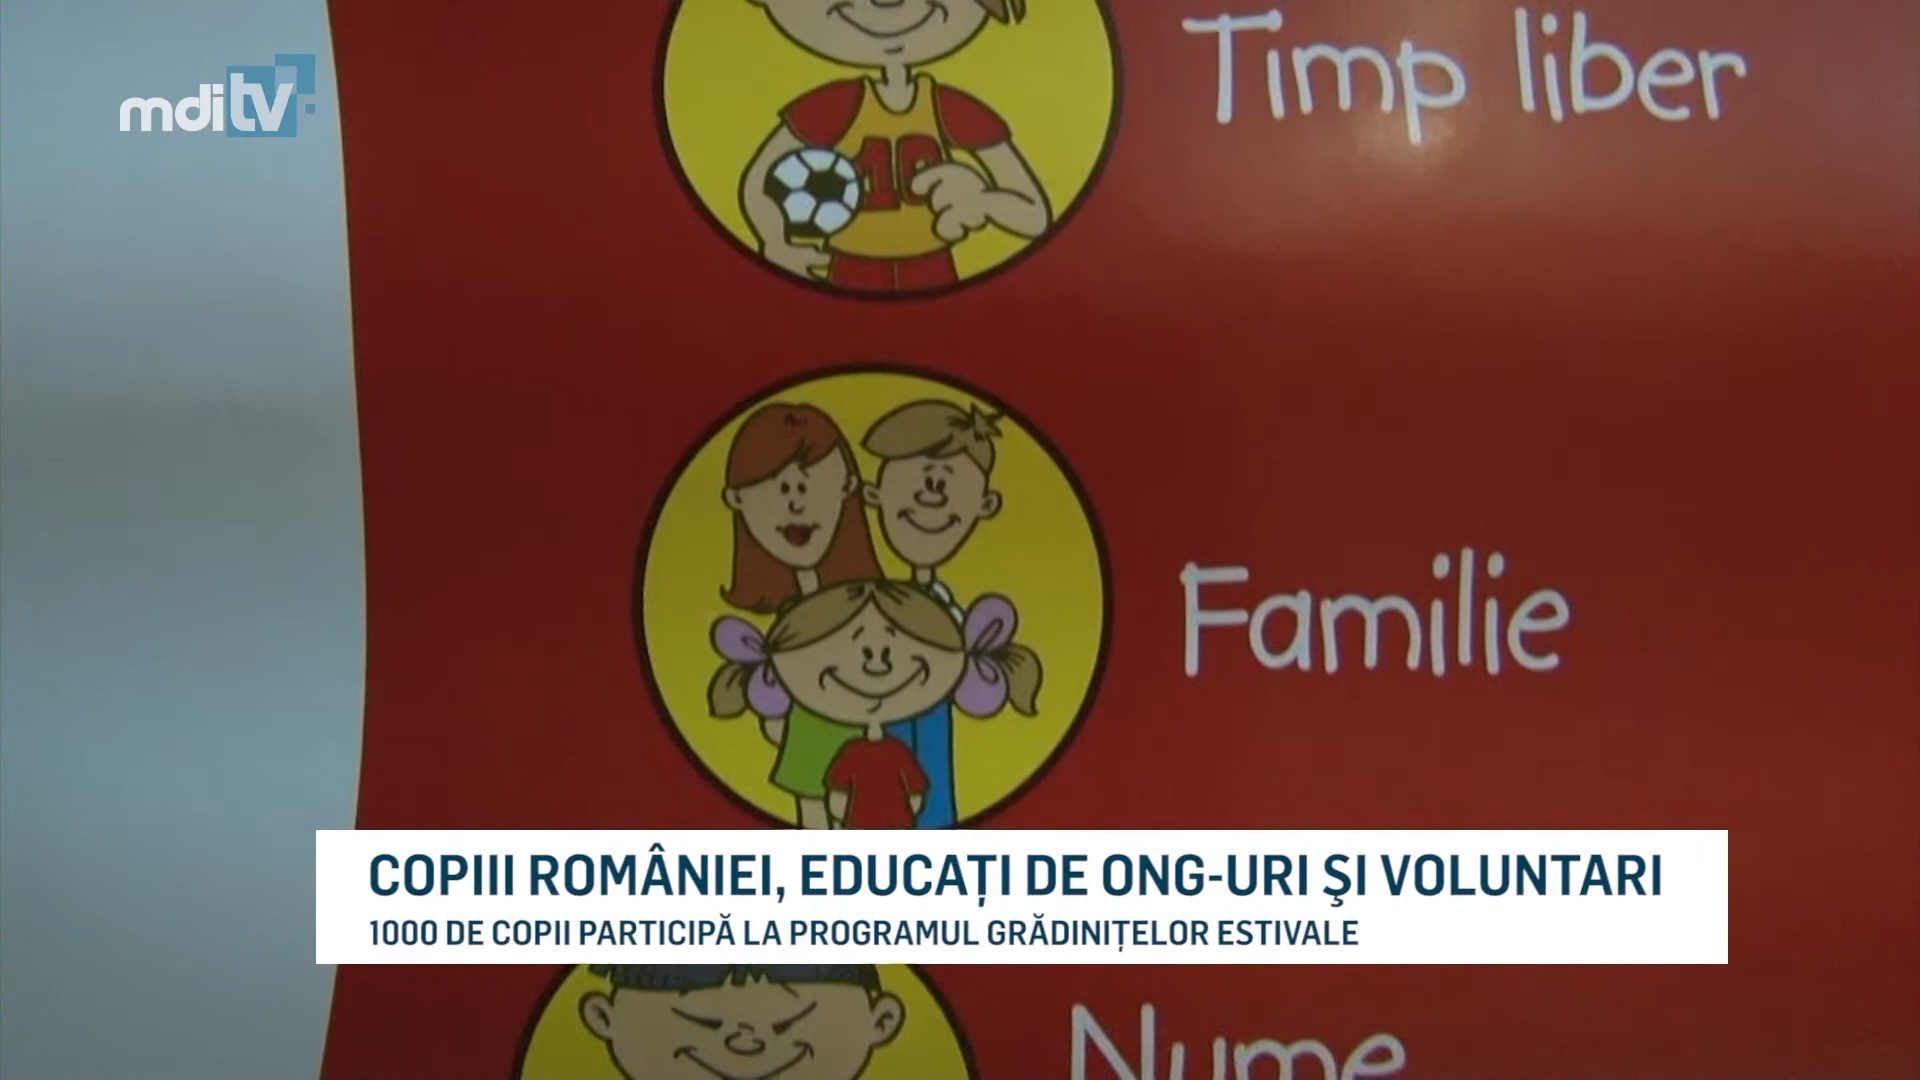 mditv
Timp liber
10
Familie
COPIII ROMÂNIEI, EDUCAȚI DE ONG-URI ŞI VOLUNTARI
1000 DE COPII PARTICIPĂ LA PROGRAMUL GRĂDINIȚELOR ESTIVALE
Nume